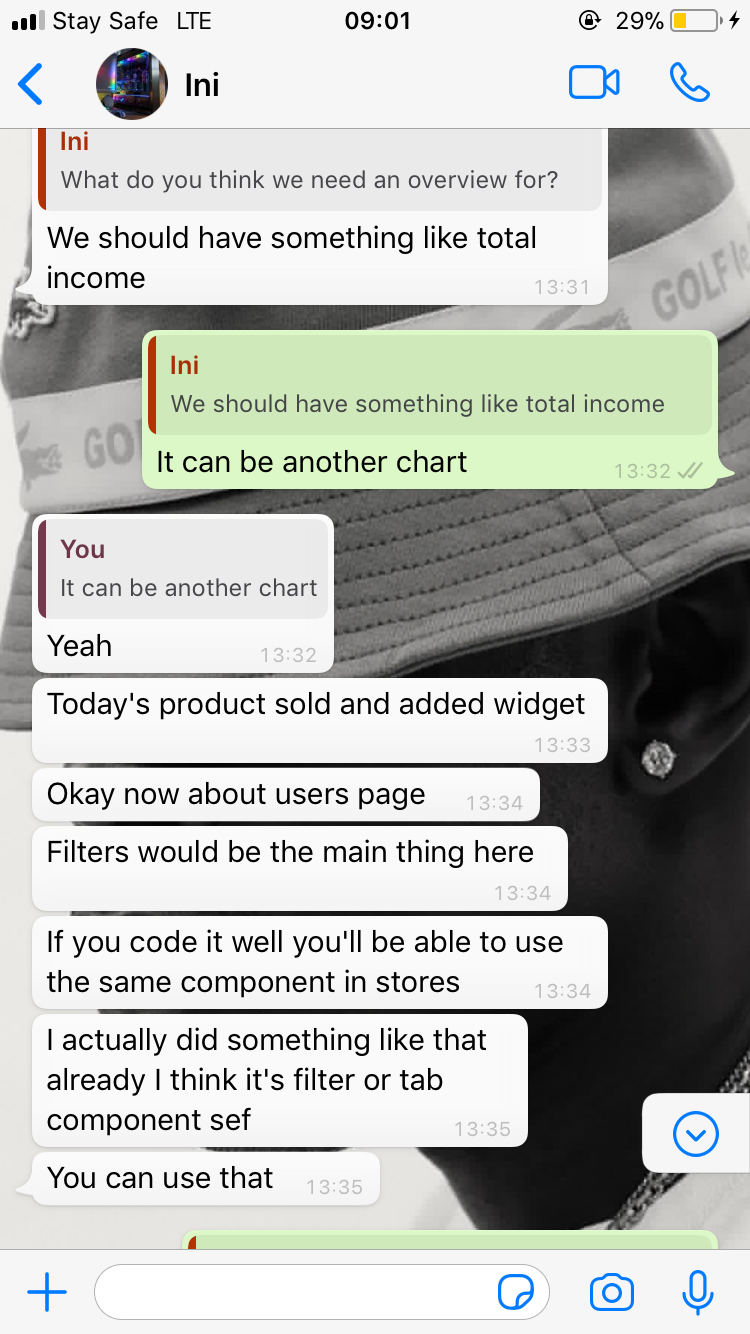 Stay Safe LTE 09:01 29%
Ini
Ini
What do you think we need an overview for?
We should have something like total
income
13:31
GOLF le
Ini
We should have something like total income
It can be another chart
13:32
GO
You
It can be another chart
Yeah
13:32
Today's product sold and added widget
13:33
Okay now about users page
13:34
Filters would be the main thing here
13:34
If you code it well you'll be able to use
the same component in stores
13:34
I actually did something like that
already I think it's filter or tab
component sef
13:35
You can use that
13:35